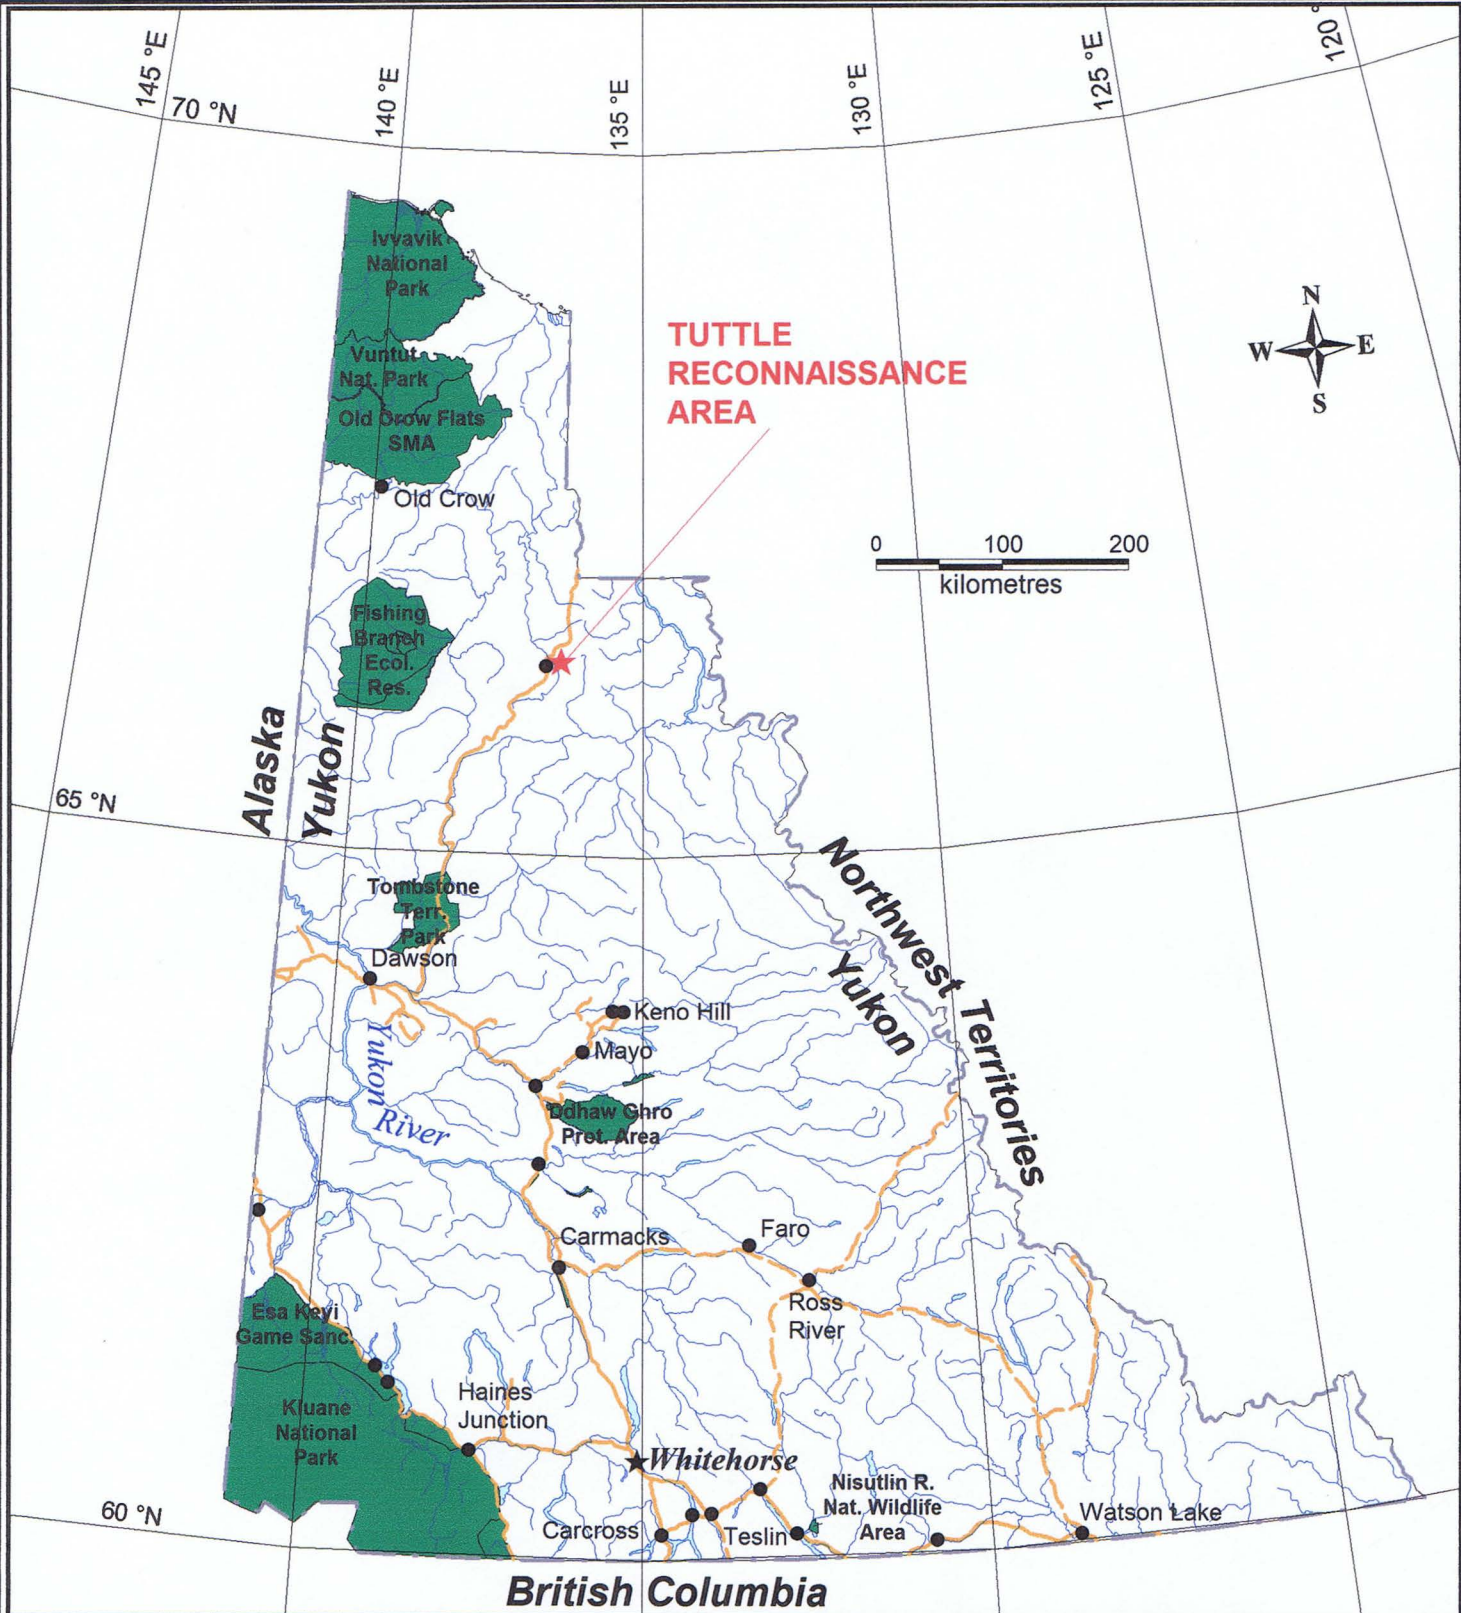 145 °E
140 °E
135 °E
130 °E
125 °E
120 °
70 °N
Ivvavik
National
Park
TUTTLE
RECONNAISSANCE
AREA
N
W
E
S
Vuntut
Nat. Park
Old Crow Flats
SMA
Old Crow
0 100 200
kilometres
Fishing
Branch
Ecol.
Res.
Alaska
Yukon
65 °N
Northwest Territories
Yukon
Tombstone
Terr.
Park
Dawson
Keno Hill
Mayo
Yukon
River
Ddhaw Ghro
Prot. Area
Carmacks
Faro
Ross
River
Esa Keyi
Game Sanc.
Kluane
National
Park
Haines
Junction
Whitehorse
Nisutlin R.
Nat. Wildlife
Area
60 °N
Carcross
Teslin
Watson Lake
British Columbia